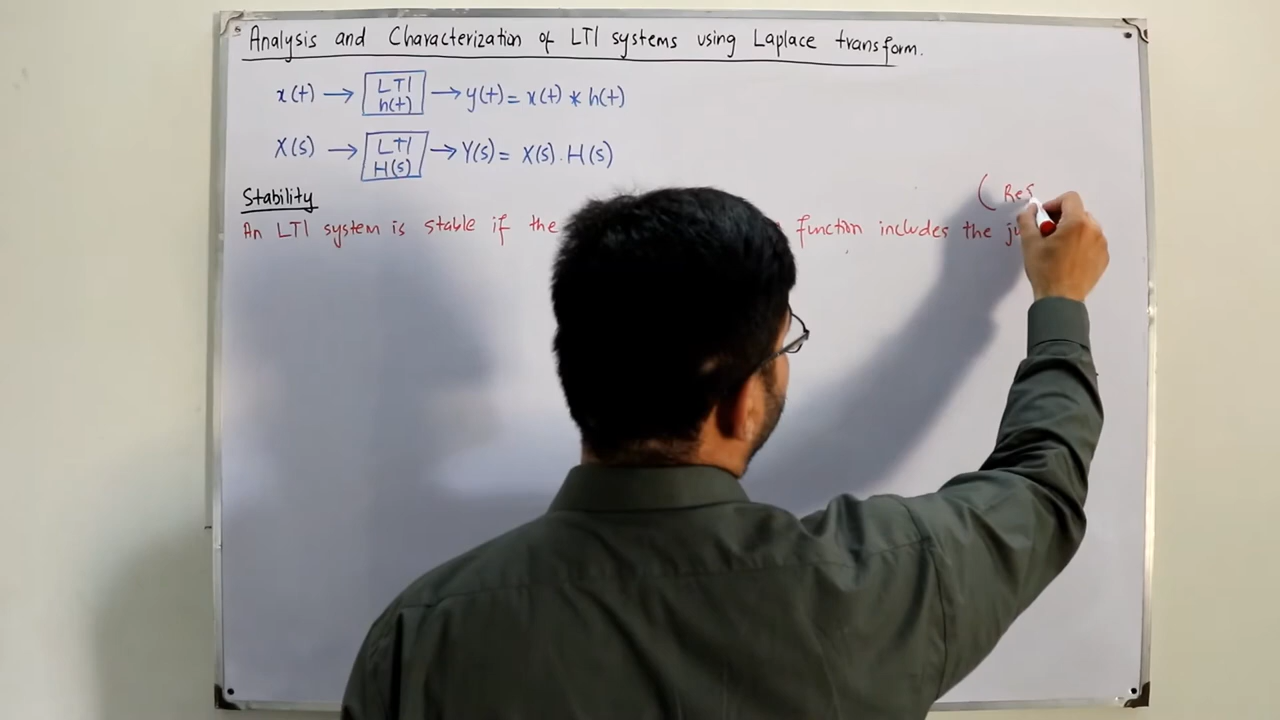 Analysis and Characterization of LTI systems using Laplace transform.
x(t) → LTI h(t) → y(t) = x(t) * h(t)
X(s) → LTI H(s) → Y(s) = X(s) . H(s)
Stability
( Res
An LTI system is stable if the function includes the